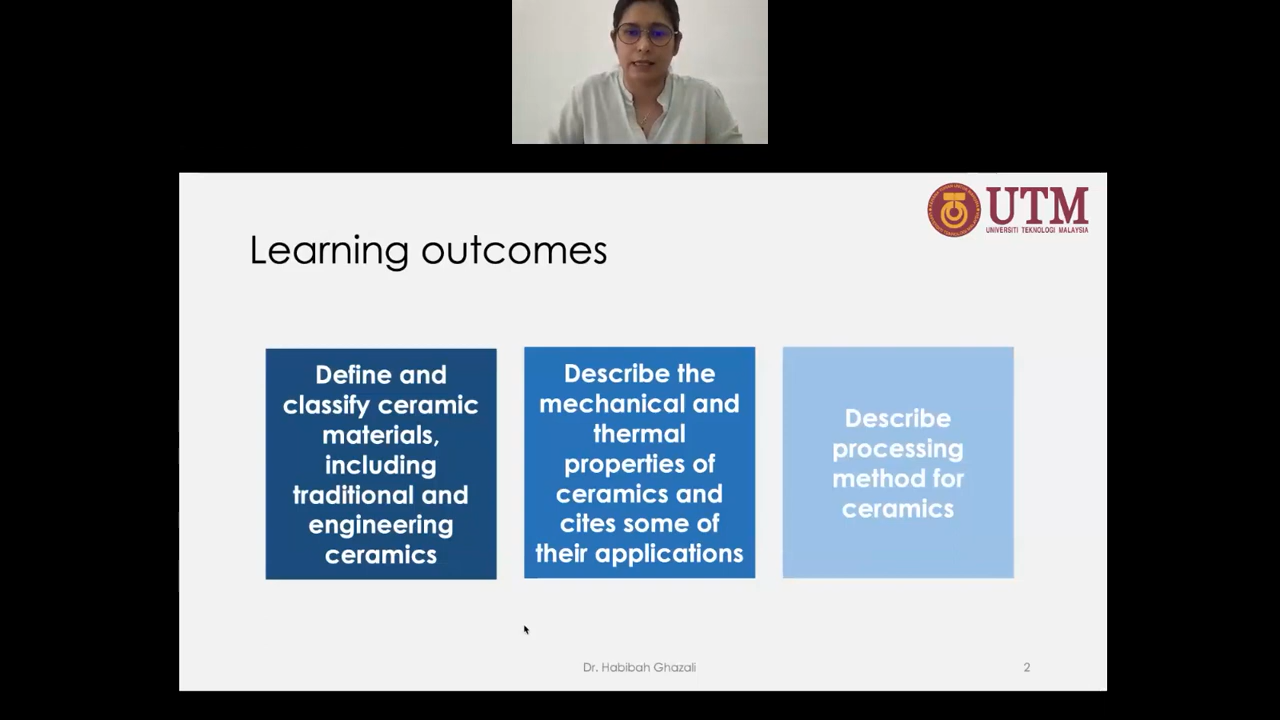 UTM
UNIVERSITI TEKNOLOGI MALAYSIA
Learning outcomes
Define and
classify ceramic
materials,
including
traditional and
engineering
ceramics
Describe the
mechanical and
thermal
properties of
ceramics and
cites some of
their applications
Describe
processing
method for
ceramics
Dr. Habibah Ghazali
2